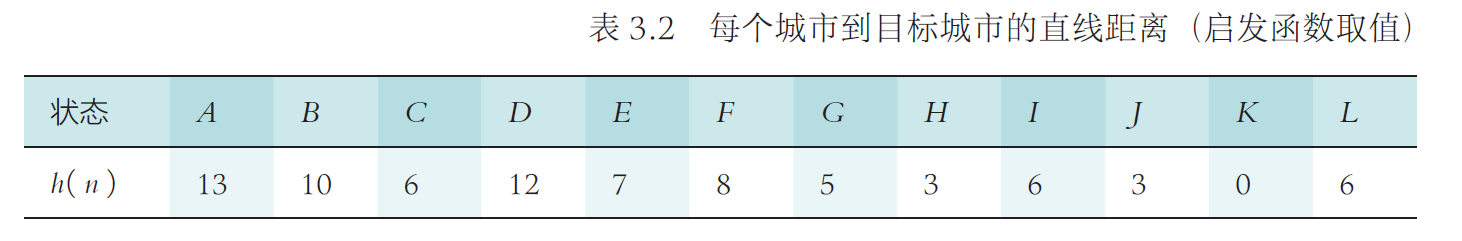 表 3.2 每个城市到目标城市的直线距离（启发函数取值）
状态 A B C D E F G H I J K L
h( n ) 13 10 6 12 7 8 5 3 6 3 0 6